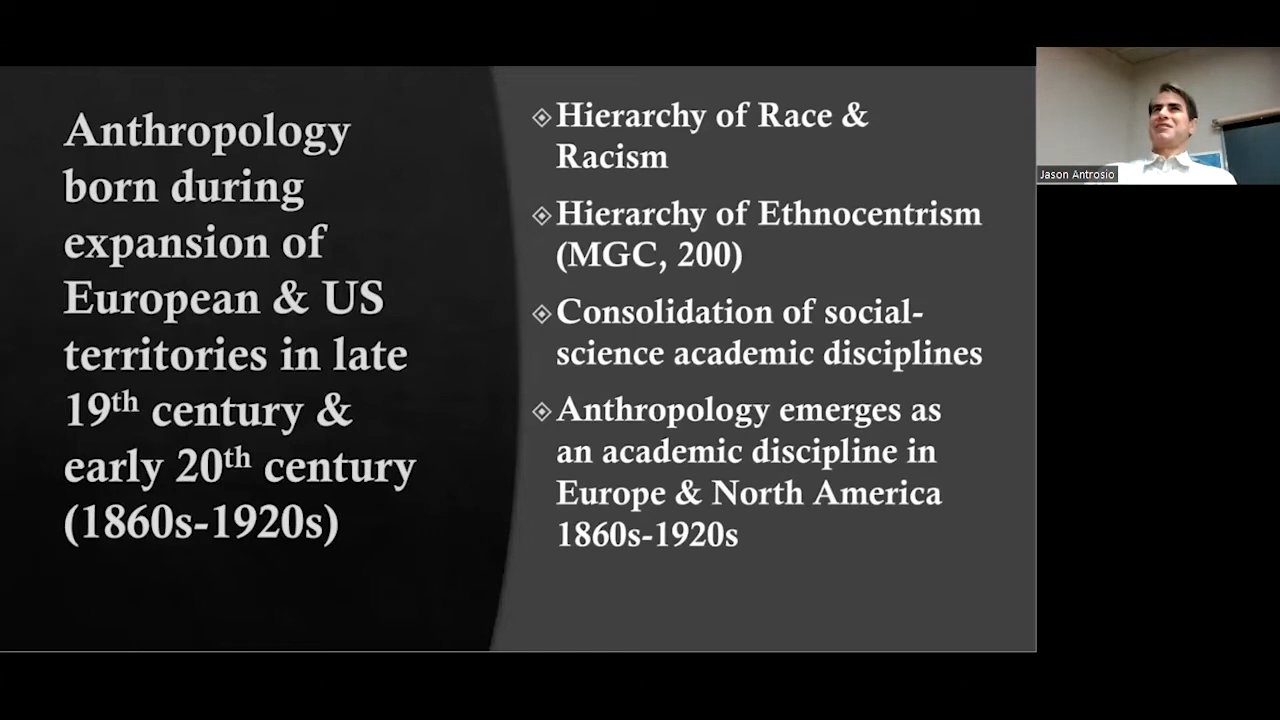 Anthropology
born during
expansion of
European & US
territories in late
19th century &
early 20th century
(1860s-1920s)
Hierarchy of Race &
Racism
Hierarchy of Ethnocentrism
(MGC, 200)
Consolidation of social-
science academic disciplines
Anthropology emerges as
an academic discipline in
Europe & North America
1860s-1920s
Jason Antrosio